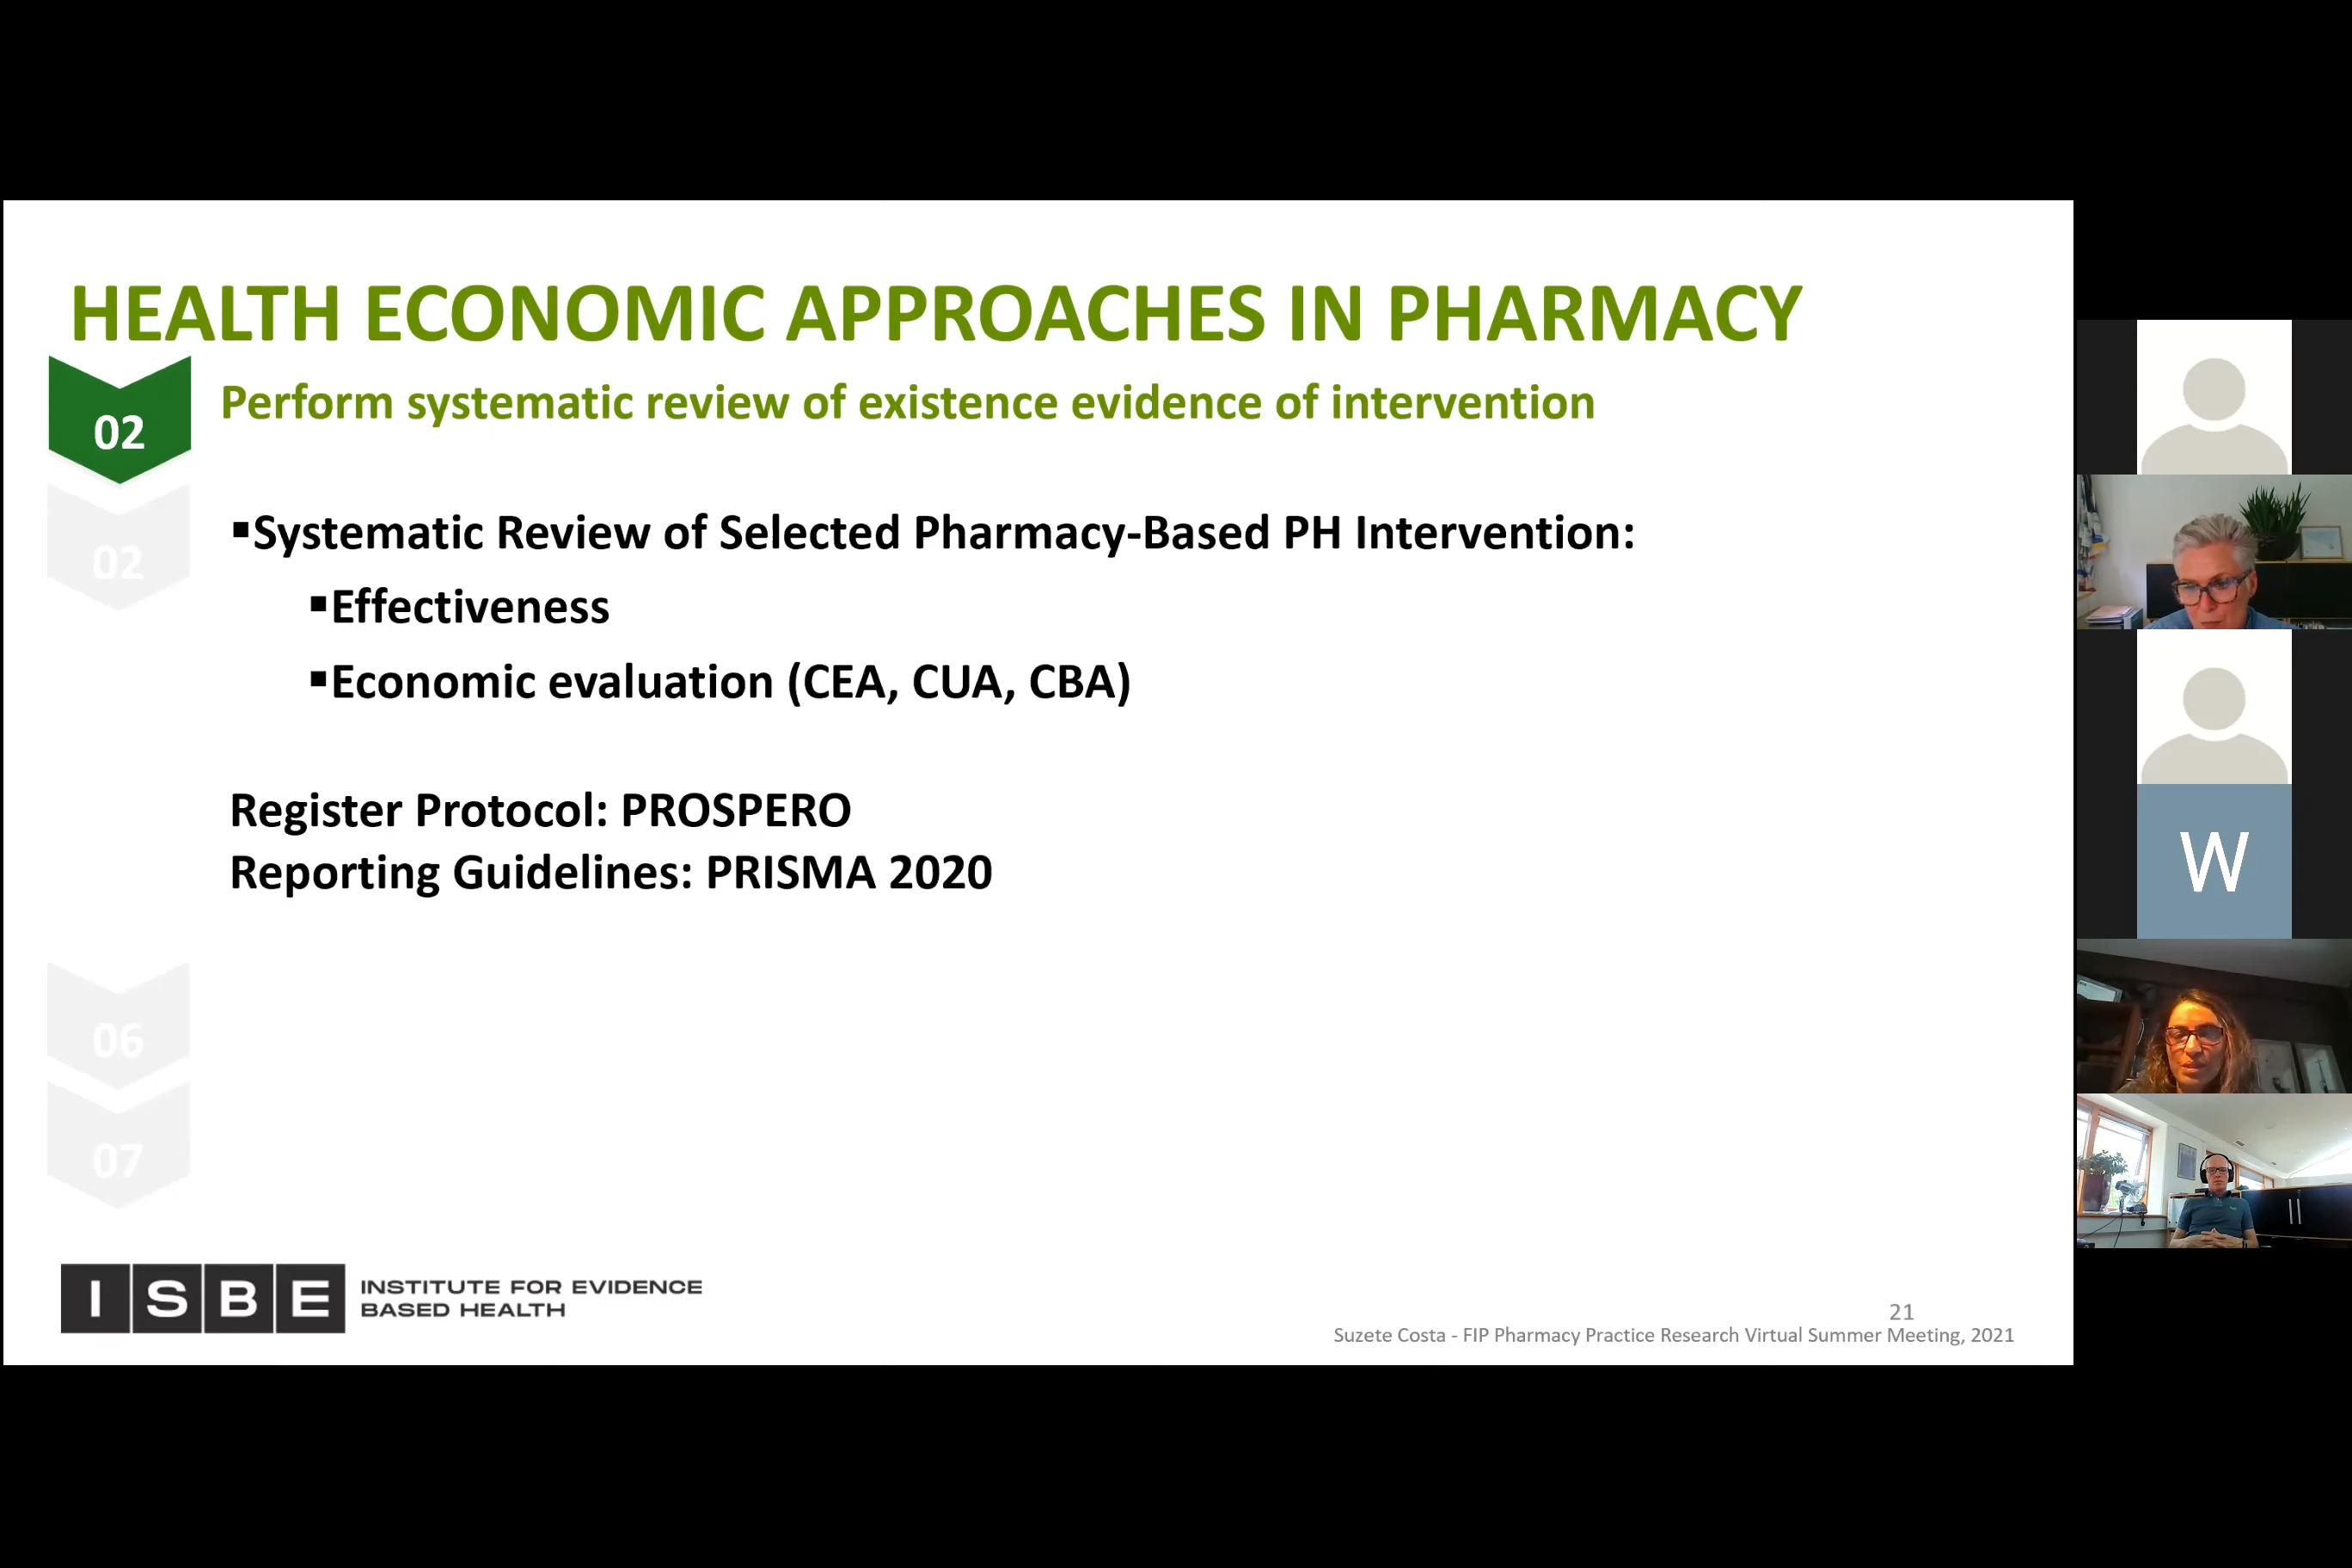 HEALTH ECONOMIC APPROACHES IN PHARMACY
02
Perform systematic review of existence evidence of intervention
02
▪Systematic Review of Selected Pharmacy-Based PH Intervention:
▪Effectiveness
▪Economic evaluation (CEA, CUA, CBA)
Register Protocol: PROSPERO
Reporting Guidelines: PRISMA 2020
06
07
W
ISBE
INSTITUTE FOR EVIDENCE
BASED HEALTH
21
Suzete Costa - FIP Pharmacy Practice Research Virtual Summer Meeting, 2021